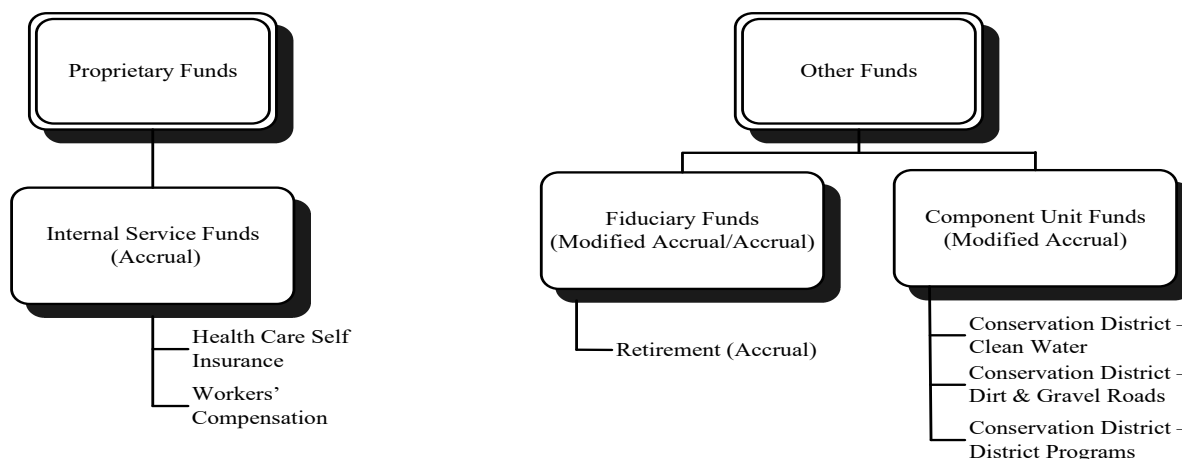 Proprietary Funds
Other Funds
Internal Service Funds
(Accrual)
Fiduciary Funds
(Modified Accrual/Accrual)
Component Unit Funds
(Modified Accrual)
Health Care Self
Insurance
Workers’
Compensation
Retirement (Accrual)
Conservation District –
Clean Water
Conservation District –
Dirt & Gravel Roads
Conservation District –
District Programs